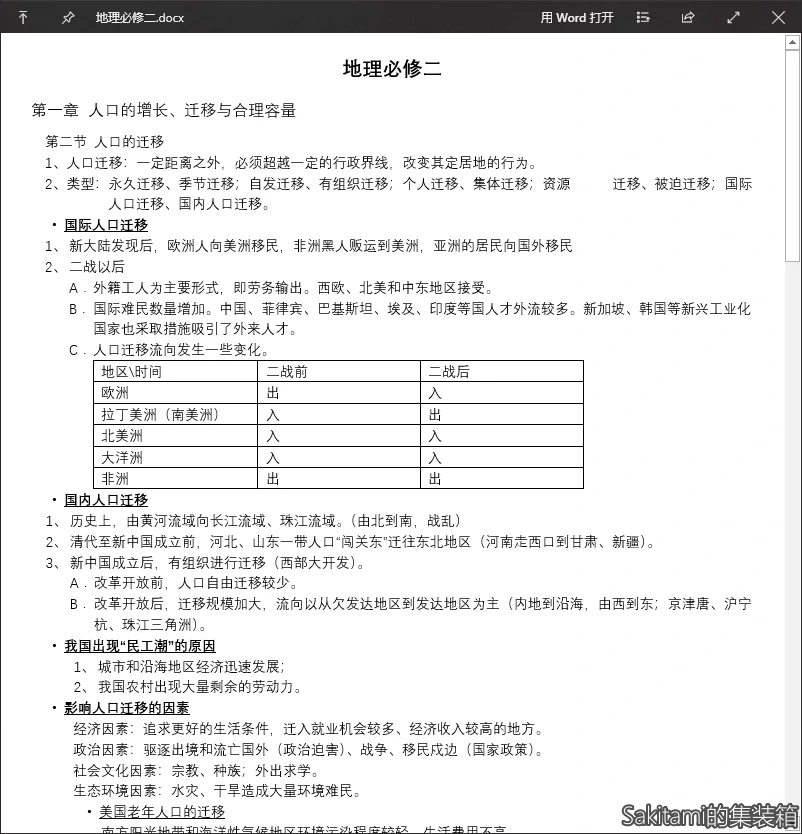 地理必修二.docx
用 Word 打开
地理必修二
第一章 人口的增长、迁移与合理容量
第二节 人口的迁移
1、人口迁移：一定距离之外，必须超越一定的行政界线，改变其定居地的行为。
2、类型：永久迁移、季节迁移；自发迁移、有组织迁移；个人迁移、集体迁移；资源 迁移、被迫迁移；国际
人口迁移、国内人口迁移。
• 国际人口迁移
1、 新大陆发现后，欧洲人向美洲移民，非洲黑人贩运到美洲，亚洲的居民向国外移民
2、 二战以后
A．外籍工人为主要形式，即劳务输出。西欧、北美和中东地区接受。
B．国际难民数量增加。中国、菲律宾、巴基斯坦、埃及、印度等国人才外流较多。新加坡、韩国等新兴工业化
国家也采取措施吸引了外来人才。
C．人口迁移流向发生一些变化。
地区\时间 二战前 二战后
欧洲 出 入
拉丁美洲（南美洲） 入 出
北美洲 入 入
大洋洲 入 入
非洲 出 出
• 国内人口迁移
1、 历史上，由黄河流域向长江流域、珠江流域。（由北到南，战乱）
2、 清代至新中国成立前，河北、山东一带人口“闯关东”迁往东北地区（河南走西口到甘肃、新疆）。
3、 新中国成立后，有组织进行迁移（西部大开发）。
A．改革开放前，人口自由迁移较少。
B．改革开放后，迁移规模加大，流向以从欠发达地区到发达地区为主（内地到沿海，由西到东；京津唐、沪宁
杭、珠江三角洲）。
• 我国出现“民工潮”的原因
1、 城市和沿海地区经济迅速发展；
2、 我国农村出现大量剩余的劳动力。
• 影响人口迁移的因素
经济因素：追求更好的生活条件，迁入就业机会较多、经济收入较高的地方。
政治因素：驱逐出境和流亡国外（政治迫害）、战争、移民戍边（国家政策）。
社会文化因素：宗教、种族；外出求学。
生态环境因素：水灾、干旱造成大量环境难民。
• 美国老年人口的迁移
南方阳光地带和海洋性气候地区环境污染程度较轻，生活费用不高
Sakitami的集装箱